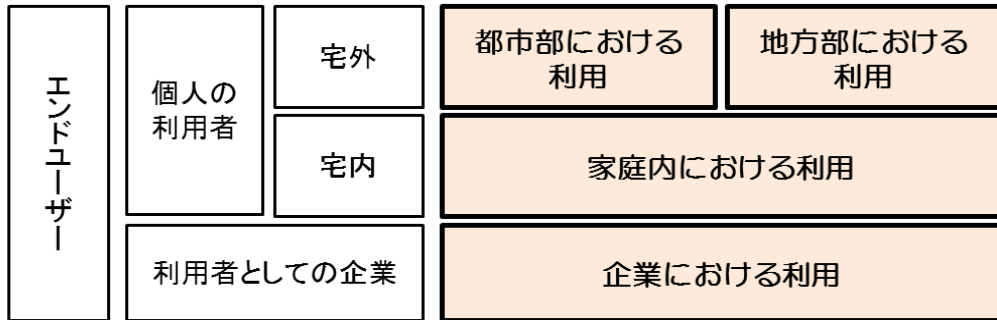 エンドユーザー
個人の
利用者
宅外
都市部における
利用
地方部における
利用
宅内
家庭内における利用
利用者としての企業
企業における利用